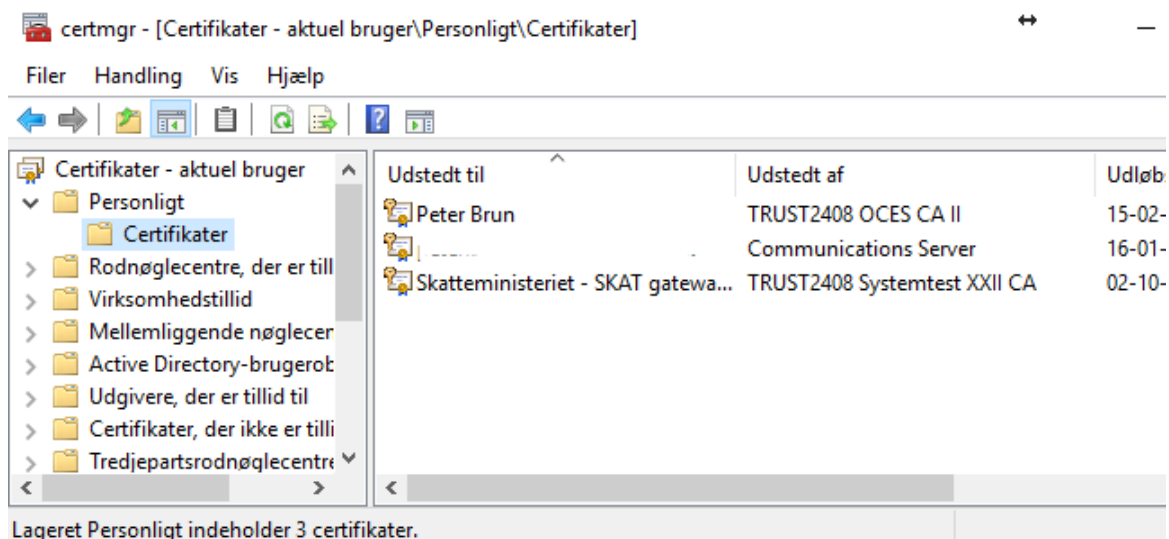 certmgr - [Certifikater - aktuel bruger\Personligt\Certifikater]
Filer Handling Vis Hjælp
Certifikater - aktuel bruger
Personligt
Certifikater
Rodnøglecentre, der er till
Virksomhedstillid
Mellemliggende nøglecer
Active Directory-brugerob
Udgivere, der er tillid til
Certifikater, der ikke er tilli
Tredjepartsrodnøglecentre
Udstedt til Udstedt af Udløb
Peter Brun TRUST2408 OCES CA II 15-02-
Communications Server 16-01-
Skatteministeriet - SKAT gatewa... TRUST2408 Systemtest XXII CA 02-10-
Lageret Personligt indeholder 3 certifikater.